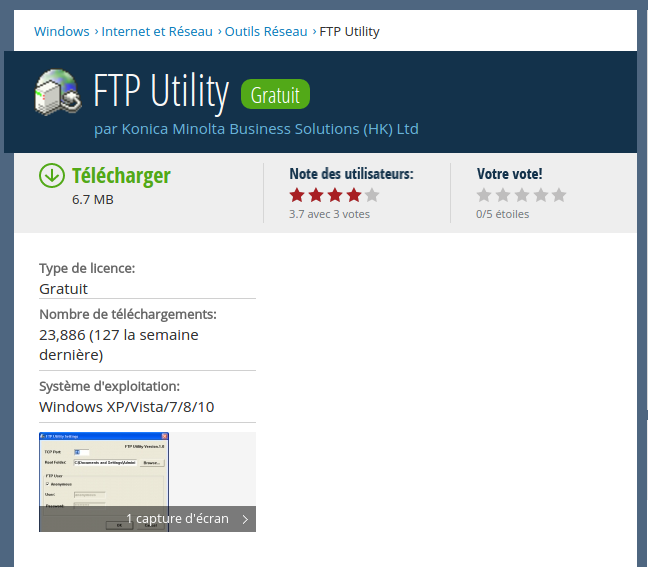 Windows › Internet et Réseau › Outils Réseau › FTP Utility
FTP Utility Gratuit
par Konica Minolta Business Solutions (HK) Ltd
Télécharger
6.7 MB
Note des utilisateurs:
3.7 avec 3 votes
Votre vote!
0/5 étoiles
Type de licence:
Gratuit
Nombre de téléchargements:
23,886 (127 la semaine
dernière)
Système d'exploitation:
Windows XP/Vista/7/8/10
FTP Utility Settings
FTP Utility Version.1.0
TCP Port:
Root Folder: C:\Documents and Settings\Admini Browse...
FTP User
Anonymous
User:
Password:
1 capture d'écran
OK